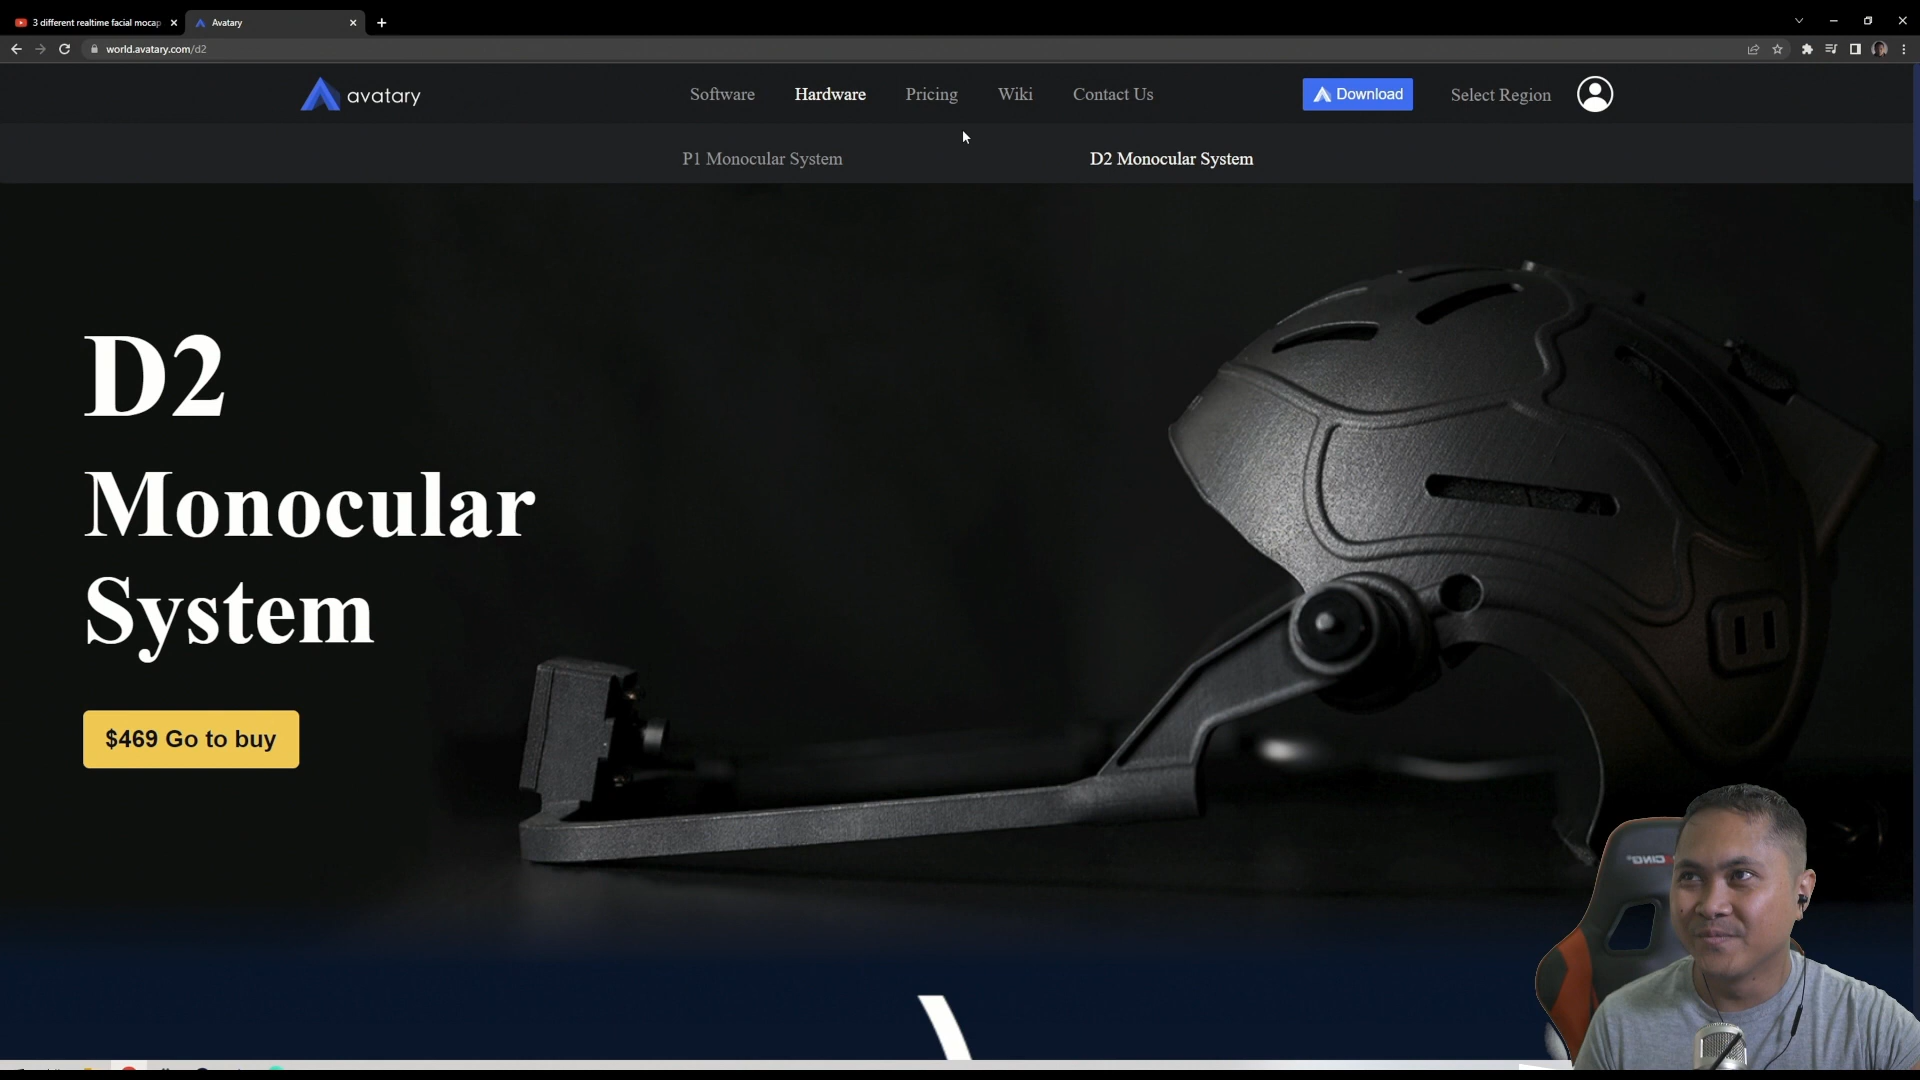 3 different realtime facial mocap
Avatary
world.avatary.com/d2
avatary
Software
Hardware
Pricing
Wiki
Contact Us
Download
Select Region
P1 Monocular System
D2 Monocular System
D2
Monocular
System
$469 Go to buy